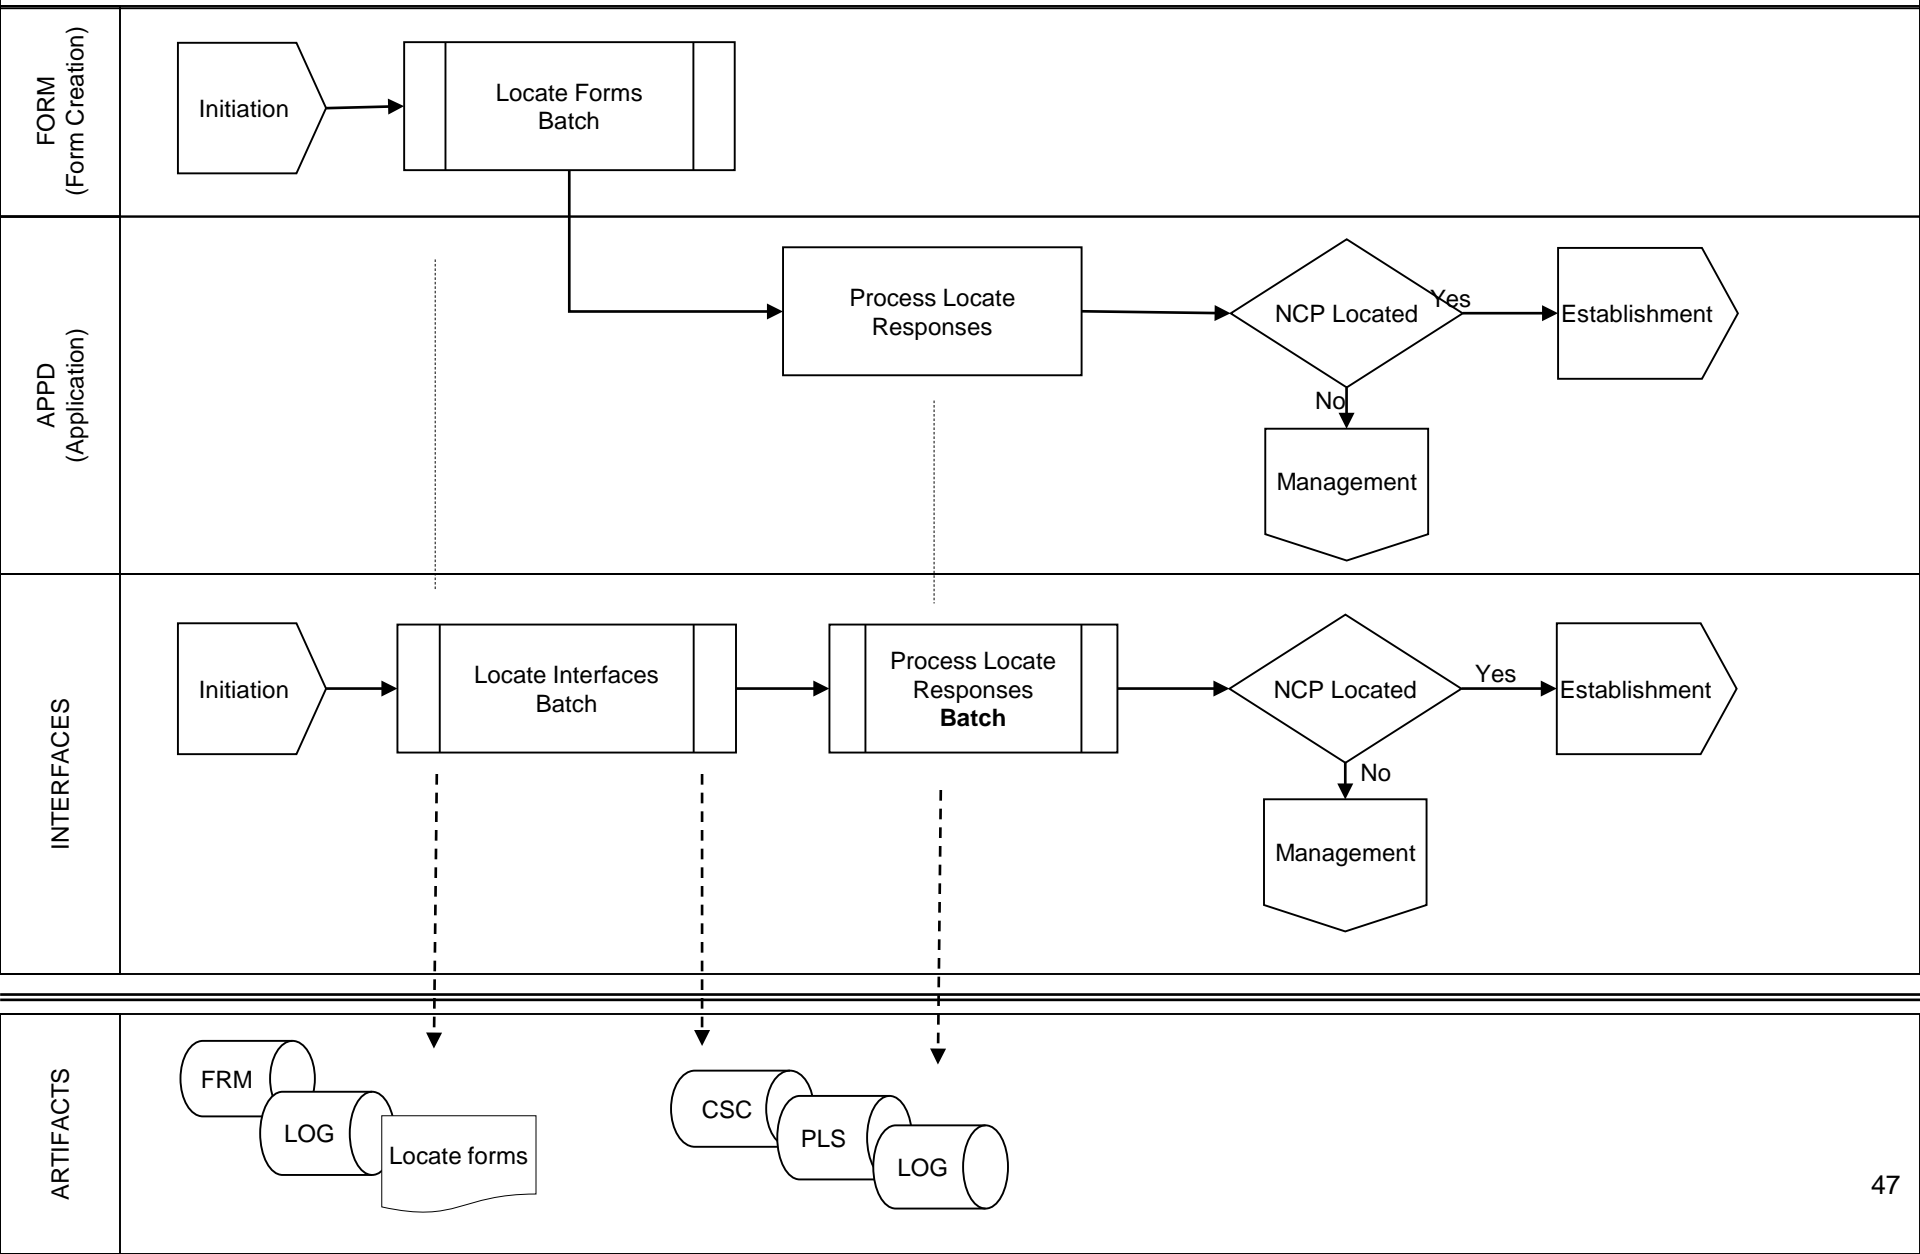 FORM
(Form Creation)
Initiation
Locate Forms
Batch
APPD
(Application)
Process Locate
Responses
NCP Located
Yes
Establishment
No
Management
INTERFACES
Initiation
Locate Interfaces
Batch
Process Locate
Responses
Batch
NCP Located
Yes
Establishment
No
Management
ARTIFACTS
FRM
LOG
Locate forms
CSC
PLS
LOG
47